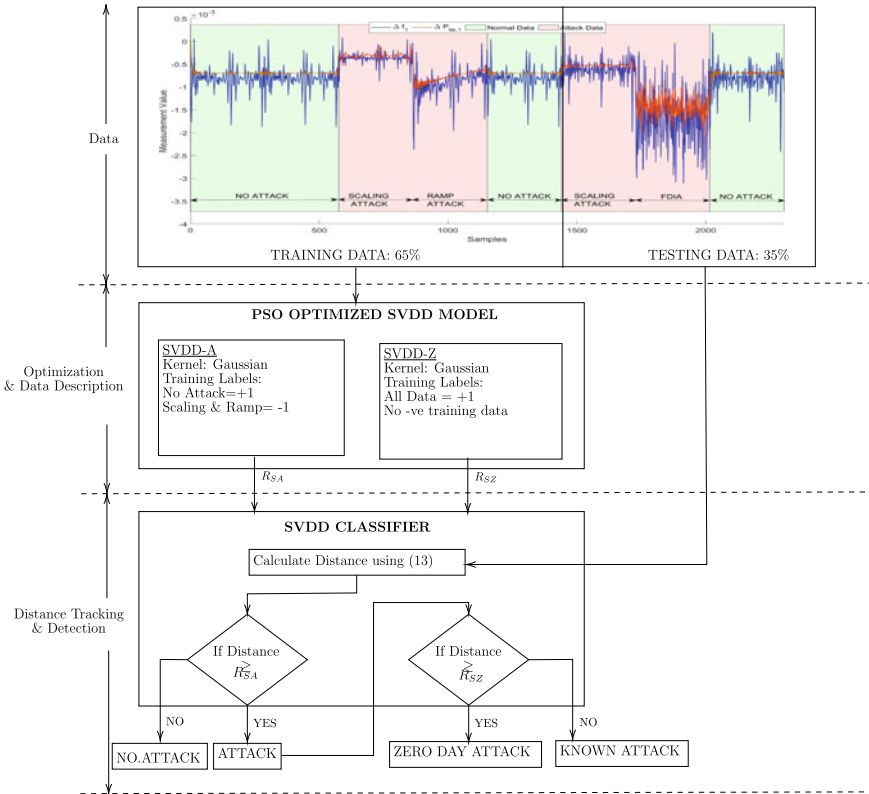 ×10⁻³
Δ f₁ Δ P_tie,1 Normal Data Attack Data
0.5
0
-0.5
-1
-1.5
-2
-2.5
-3
-3.5
-4
Measurement Value
NO ATTACK
SCALING
ATTACK
RAMP
ATTACK
NO ATTACK
SCALING
ATTACK
FDIA
NO ATTACK
0 500 1000 1500 2000
Samples
TRAINING DATA: 65%
TESTING DATA: 35%
Data
PSO OPTIMIZED SVDD MODEL
SVDD-A
Kernel: Gaussian
Training Labels:
No Attack=+1
Scaling & Ramp= -1
SVDD-Z
Kernel: Gaussian
Training Labels:
All Data = +1
No -ve training data
Optimization
& Data Description
R_SA
R_SZ
SVDD CLASSIFIER
Calculate Distance using (13)
If Distance
≥
R_SA
If Distance
≥
R_SZ
Distance Tracking
& Detection
NO
YES
YES
NO
NO.ATTACK
ATTACK
ZERO DAY ATTACK
KNOWN ATTACK